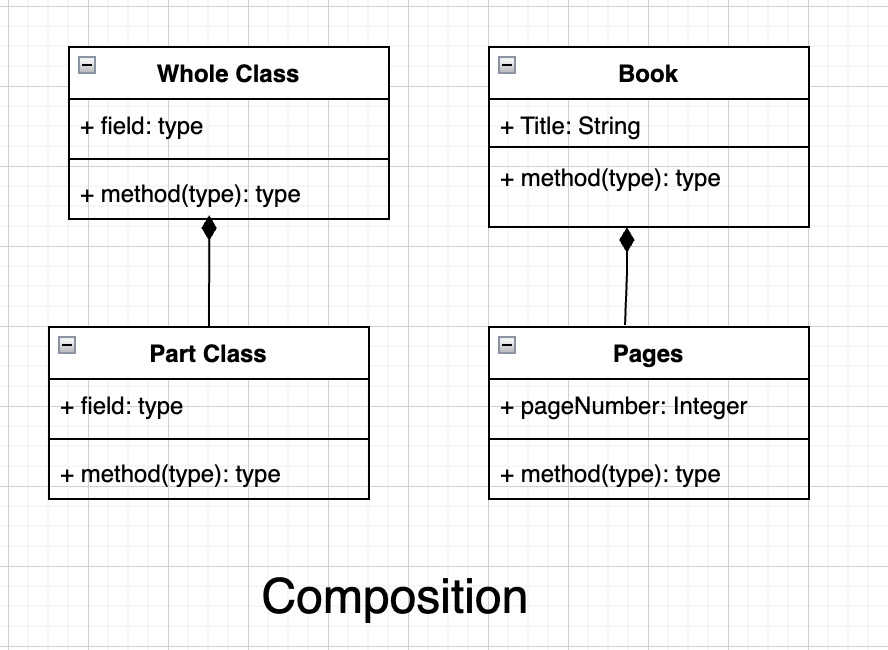 Whole Class
+ field: type
+ method(type): type
Part Class
+ field: type
+ method(type): type
Book
+ Title: String
+ method(type): type
Pages
+ pageNumber: Integer
+ method(type): type
Composition